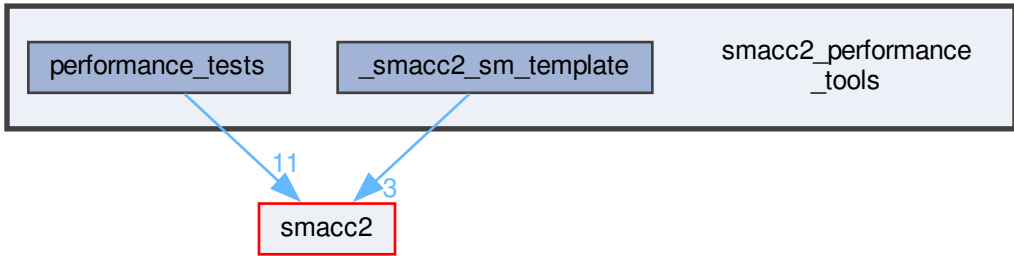 performance_tests
_smacc2_sm_template
smacc2_performance
_tools
11
3
smacc2